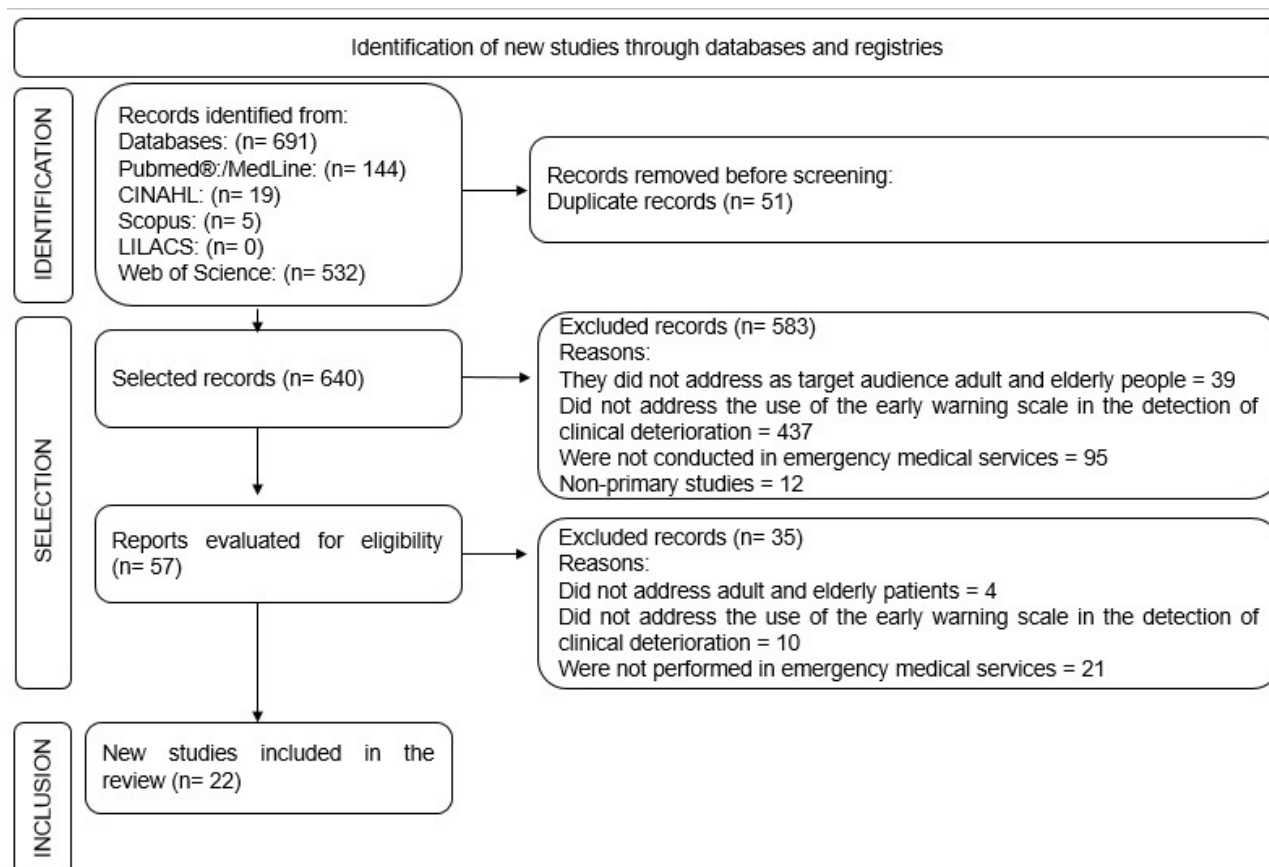 Identification of new studies through databases and registries
IDENTIFICATION
Records identified from:
Databases: (n= 691)
Pubmed®:/MedLine: (n= 144)
CINAHL: (n= 19)
Scopus: (n= 5)
LILACS: (n= 0)
Web of Science: (n= 532)
Records removed before screening:
Duplicate records (n= 51)
SELECTION
Selected records (n= 640)
Excluded records (n= 583)
Reasons:
They did not address as target audience adult and elderly people = 39
Did not address the use of the early warning scale in the detection of
clinical deterioration = 437
Were not conducted in emergency medical services = 95
Non-primary studies = 12
Reports evaluated for eligibility
(n= 57)
Excluded records (n= 35)
Reasons:
Did not address adult and elderly patients = 4
Did not address the use of the early warning scale in the detection of
clinical deterioration = 10
Were not performed in emergency medical services = 21
INCLUSION
New studies included in the
review (n= 22)